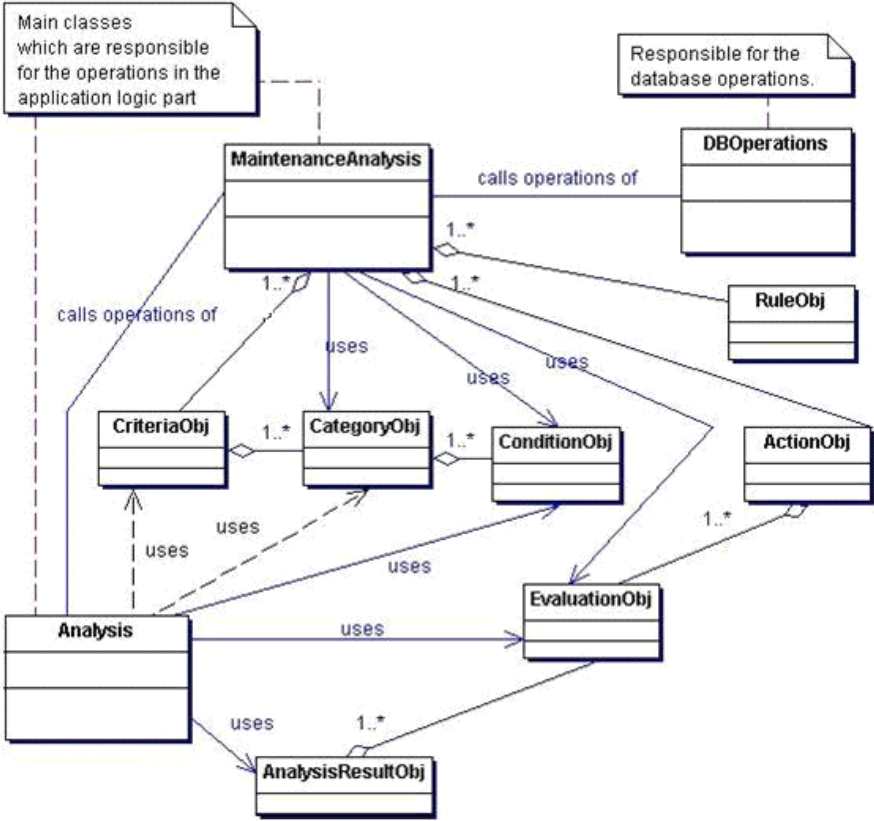 Main classes
which are responsible
for the operations in the
application logic part
Responsible for the
database operations.
MaintenanceAnalysis
DBOperations
calls operations of
1..*
1..*
1..*
RuleObj
calls operations of
uses
uses
uses
CriteriaObj
1..*
CategoryObj
1..*
ConditionObj
ActionObj
uses
uses
1..*
uses
EvaluationObj
Analysis
uses
uses
1..*
AnalysisResultObj